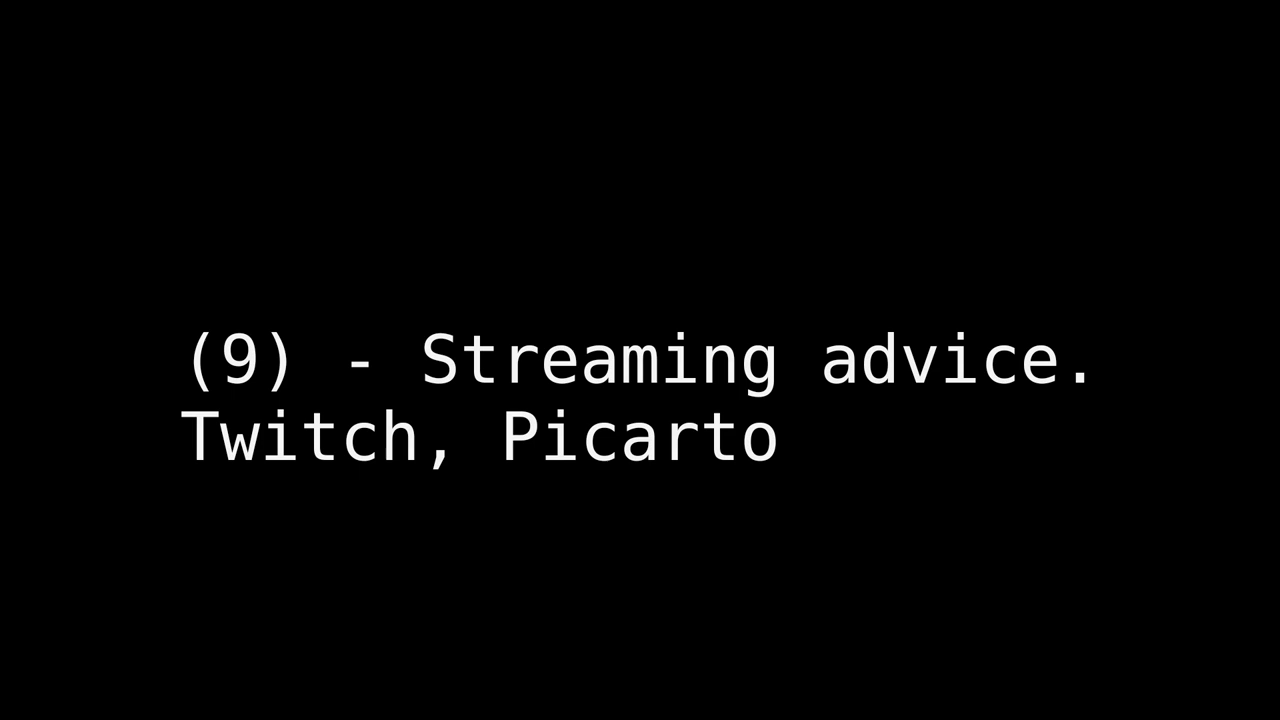 (9) - Streaming advice.
Twitch, Picarto